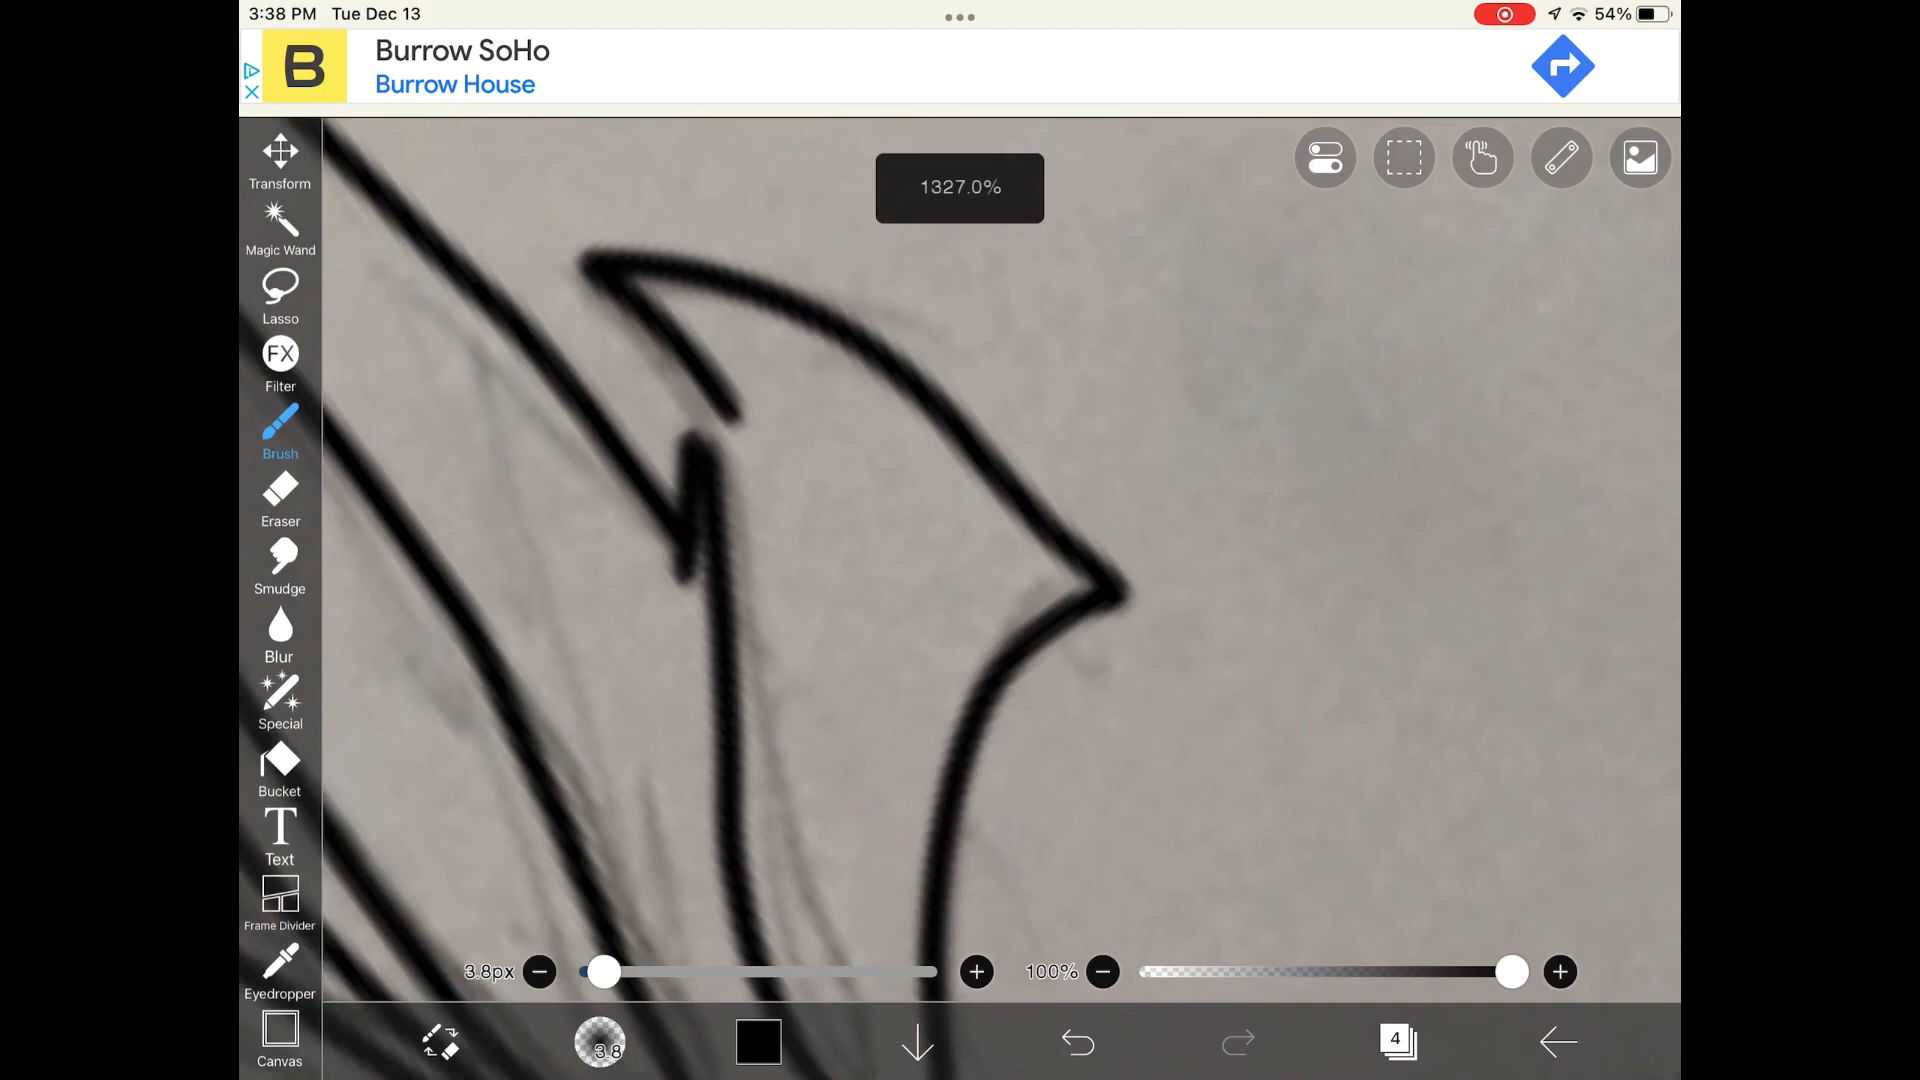 3:38 PM Tue Dec 13
54%
B
Burrow SoHo
Burrow House
1327.0%
Transform
Magic Wand
Lasso
FX
Filter
Brush
Eraser
Smudge
Blur
Special
Bucket
T
Text
Frame Divider
Eyedropper
Canvas
3.8px
100%
3.8
4